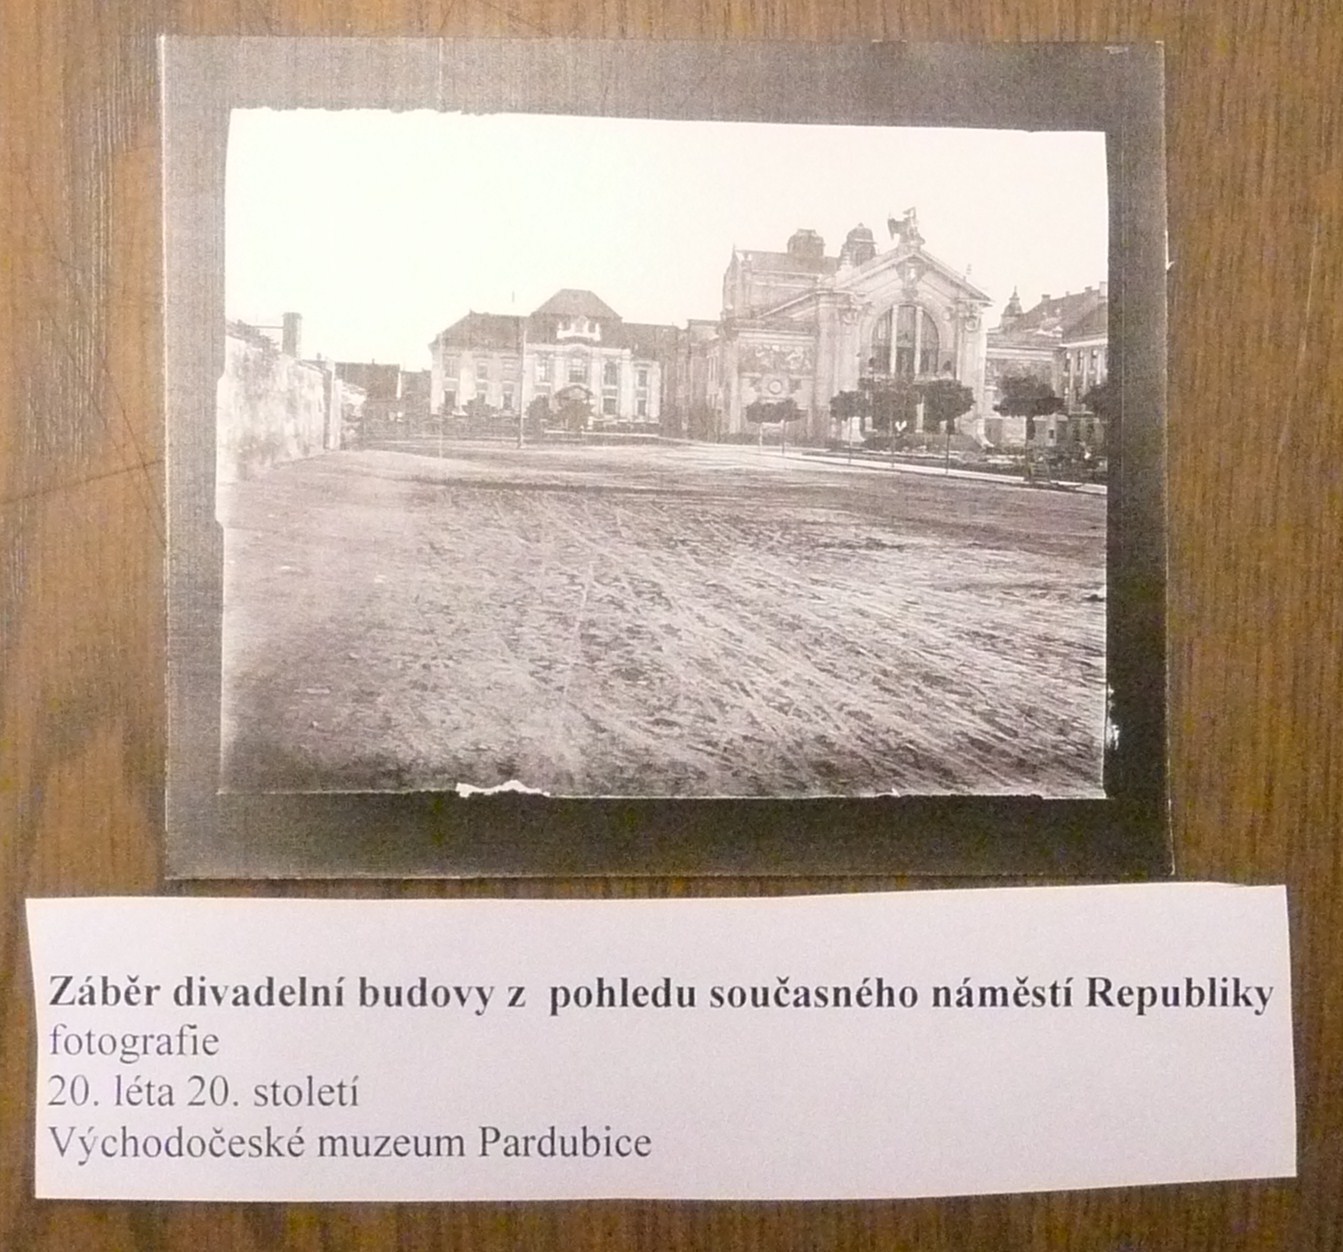 Záběr divadelní budovy z  pohledu současného náměstí Republiky
fotografie
20. léta 20. století
Východočeské muzeum Pardubice